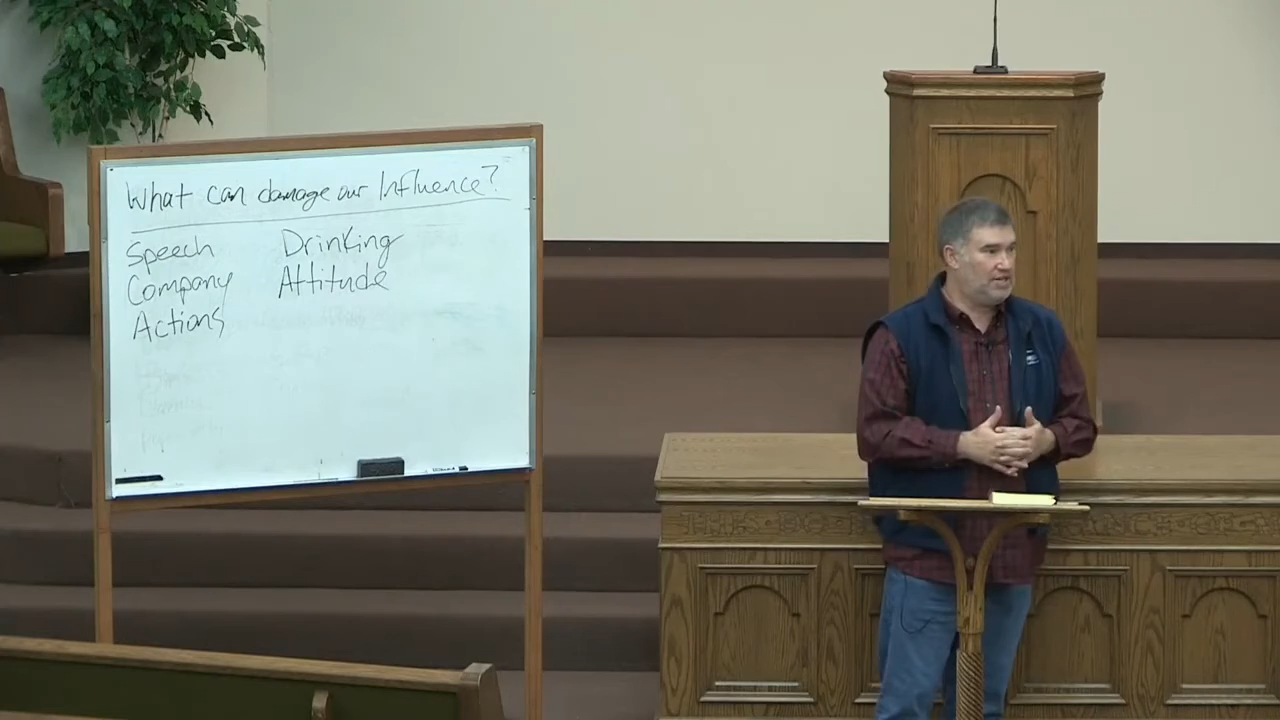 What can damage our Influence?
Speech Drinking
Company Attitude
Actions